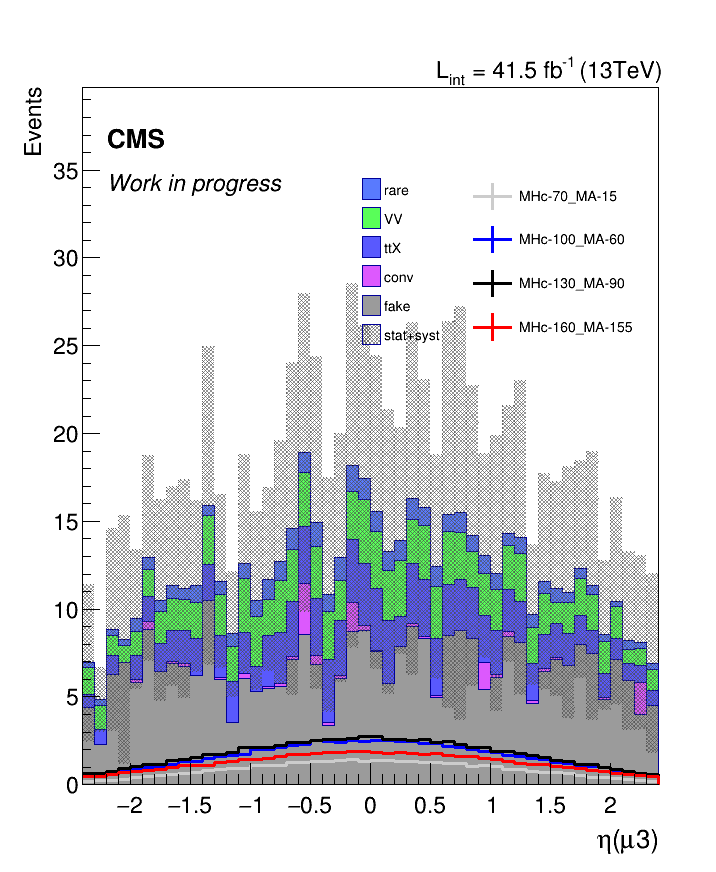 L_int = 41.5 fb^-1 (13TeV)
Events
CMS
Work in progress
rare
VV
ttX
conv
fake
stat+syst
MHc-70_MA-15
MHc-100_MA-60
MHc-130_MA-90
MHc-160_MA-155
35
30
25
20
15
10
5
0
−2 −1.5 −1 −0.5 0 0.5 1 1.5 2
η(μ3)